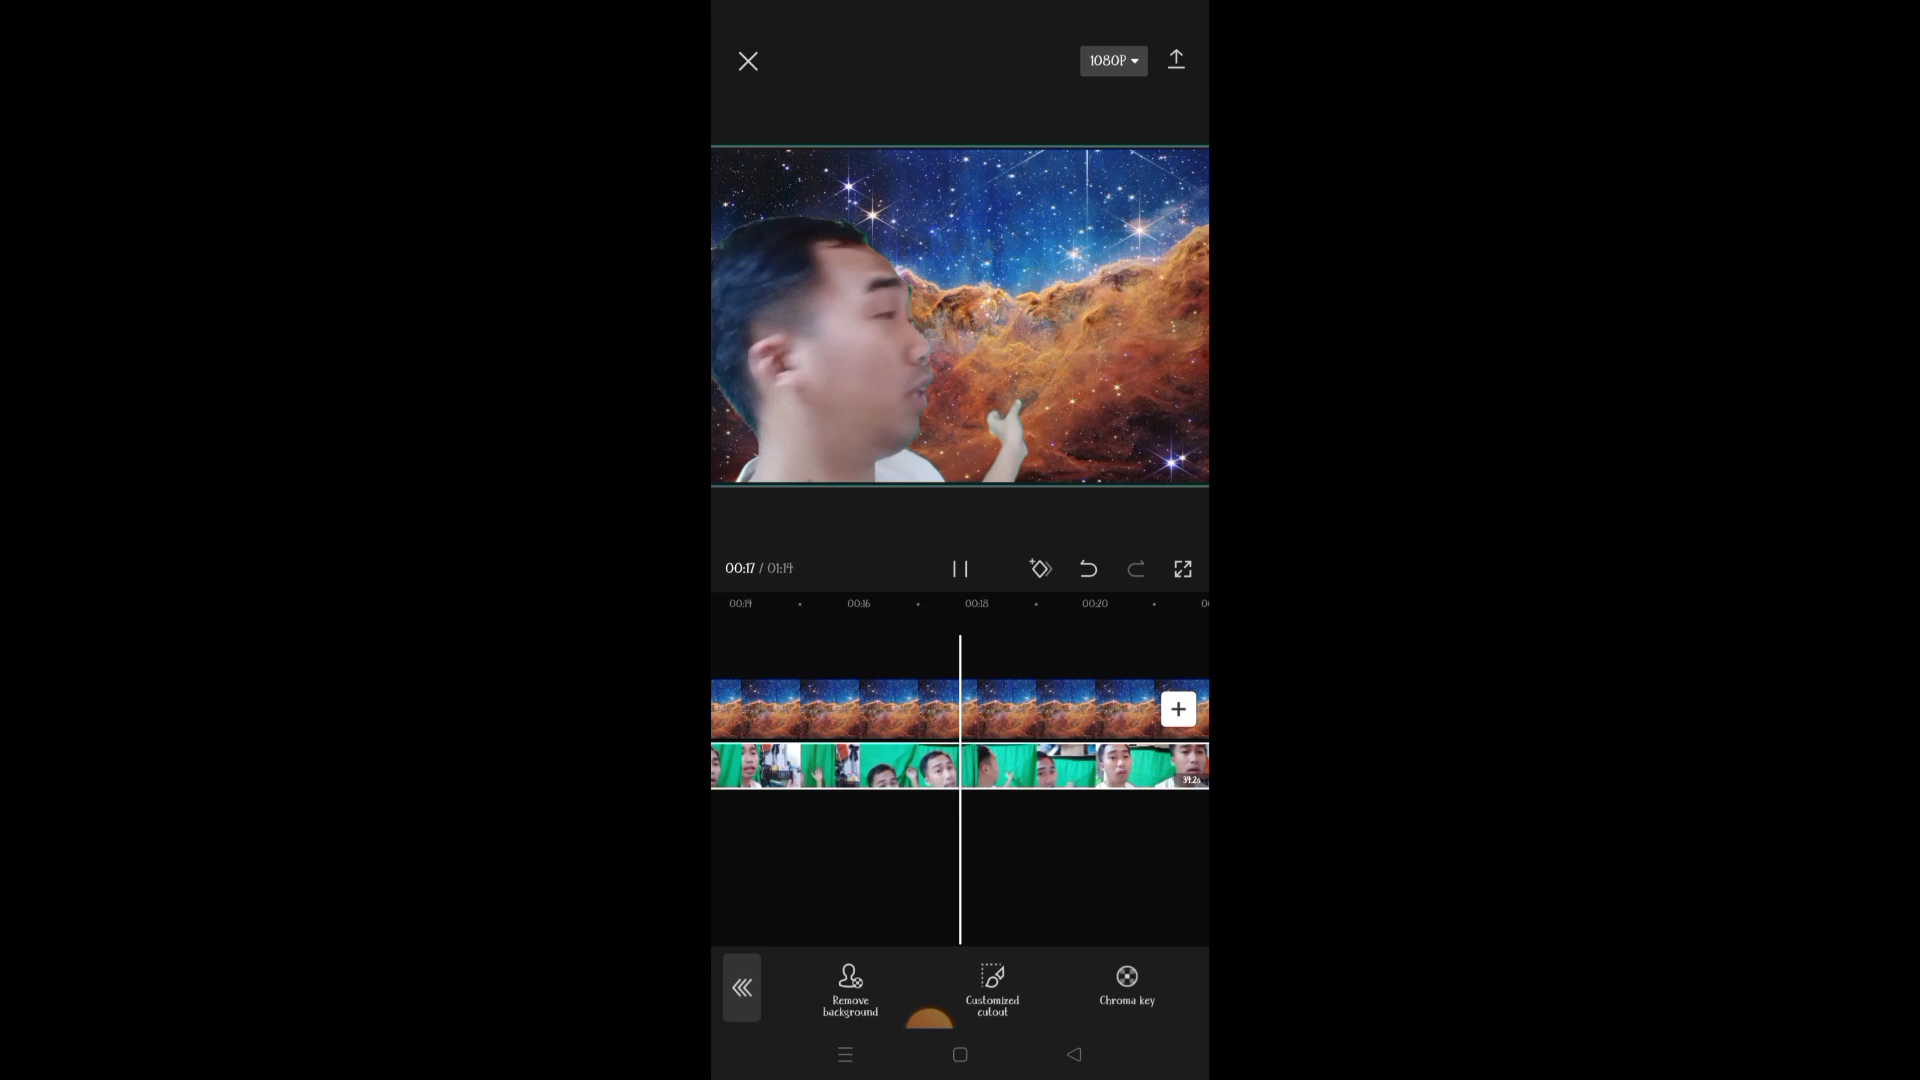 1080P
00:17 / 01:14
00:14 00:16 00:18 00:20
Remove
background
Customized
cutout
Chroma key